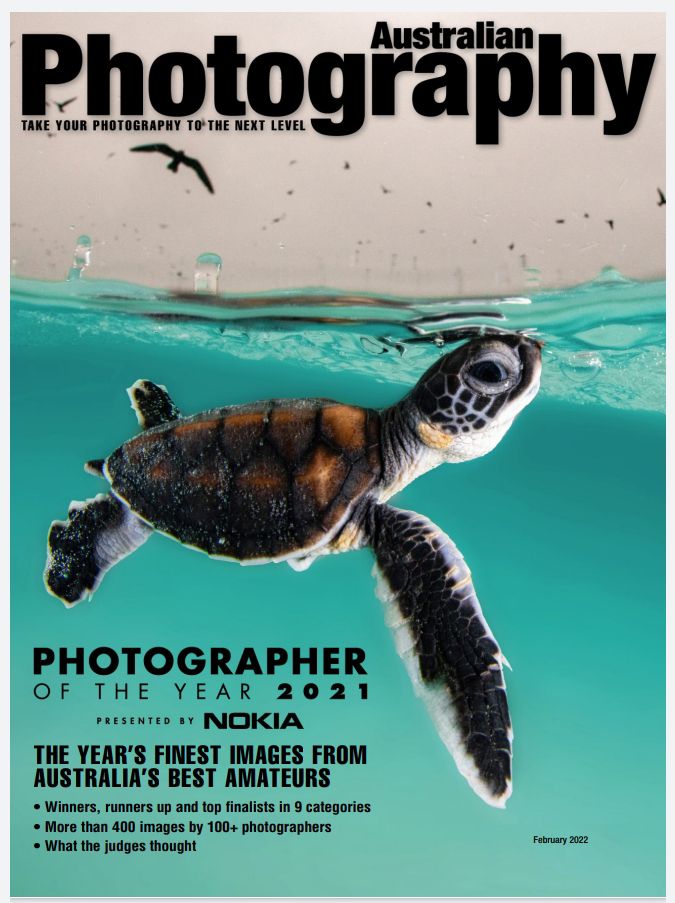 Australian
Photography
TAKE YOUR PHOTOGRAPHY TO THE NEXT LEVEL
PHOTOGRAPHER
OF THE YEAR 2021
PRESENTED BY NOKIA
THE YEAR'S FINEST IMAGES FROM
AUSTRALIA'S BEST AMATEURS
• Winners, runners up and top finalists in 9 categories
• More than 400 images by 100+ photographers
• What the judges thought
February 2022